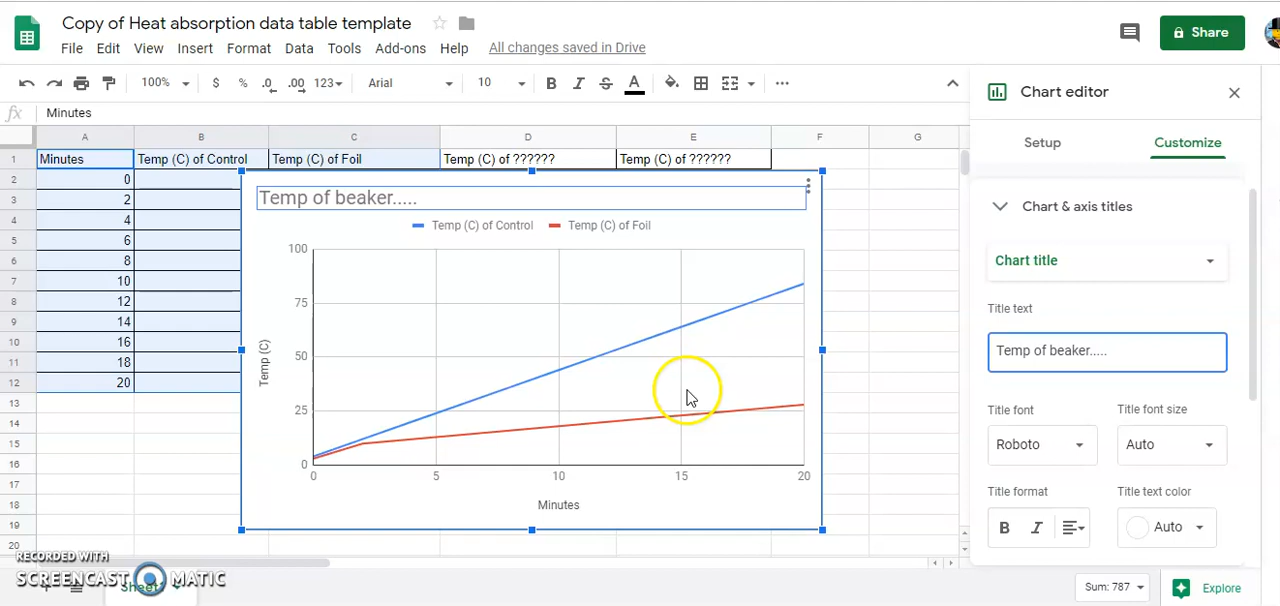 Copy of Heat absorption data table template
File Edit View Insert Format Data Tools Add-ons Help All changes saved in Drive
Share
100% $ % .0 .00 123 Arial 10 B I S A
fx Minutes
A B C D E F G
1 Minutes Temp (C) of Control Temp (C) of Foil Temp (C) of ?????? Temp (C) of ??????
2 0
3 2
4 4
5 6
6 8
7 10
8 12
9 14
10 16
11 18
12 20
13
14
15
16
17
18
19
20
Temp of beaker.....
Temp (C) of Control Temp (C) of Foil
100
75
50
25
0
Temp (C)
0 5 10 15 20
Minutes
Chart editor
Setup Customize
Chart & axis titles
Chart title
Title text
Temp of beaker.....
Title font Title font size
Roboto Auto
Title format Title text color
B I Auto
RECORDED WITH
SCREENCAST MATIC
Sum: 787 Explore